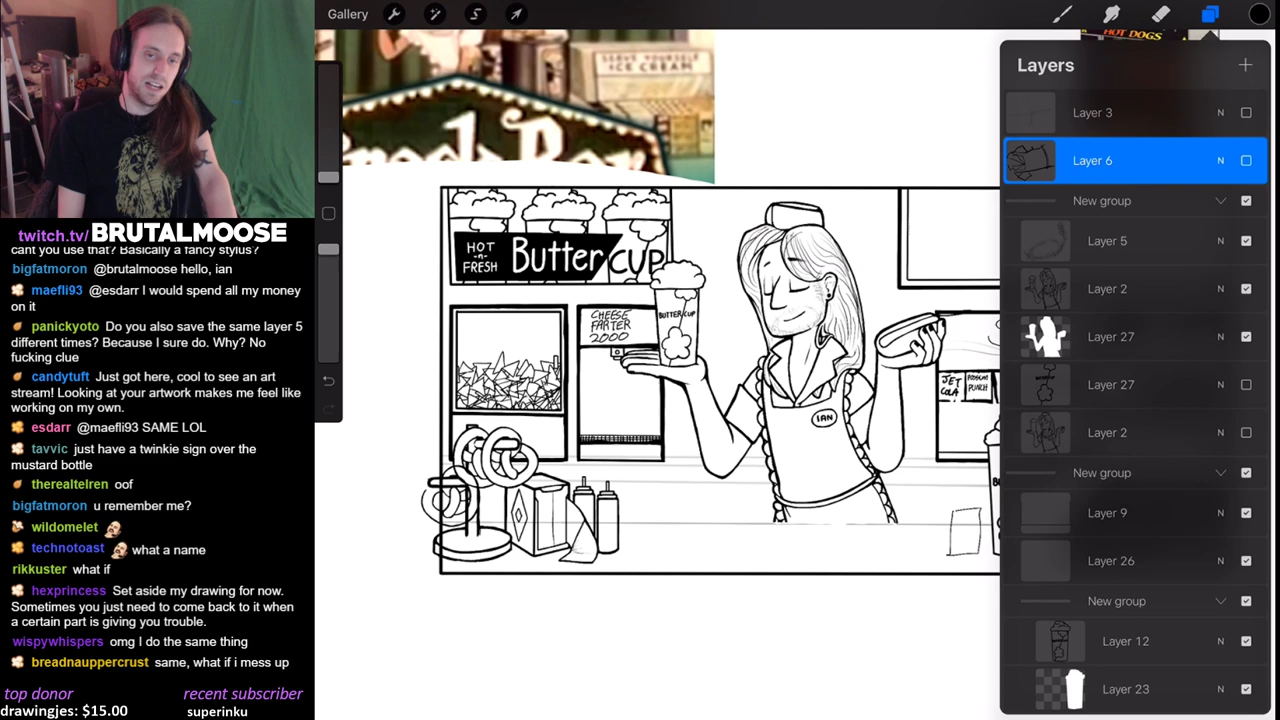 Gallery
HOT DOGS
SERVE YOURSELF
ICE CREAM
Layers
Layer 3 N
Layer 6 N
New group
Layer 5 N
Layer 2 N
Layer 27 N
Layer 27 N
Layer 2 N
New group
Layer 9 N
Layer 26 N
New group
Layer 12 N
Layer 23 N
HOT
-n-
FRESH
Butter CUP
CHEESE
FARTER
2000
BUTTER CUP
IAN
JET
COLA
POSSUM
PUNCH
twitch.tv/BRUTALMOOSE
cant you use that? Basically a fancy stylus?
bigfatmoron @brutalmoose hello, ian
maefli93 @esdarr I would spend all my money
on it
panickyoto Do you also save the same layer 5
different times? Because I sure do. Why? No
fucking clue
candytuft Just got here, cool to see an art
stream! Looking at your artwork makes me feel like
working on my own.
esdarr @maefli93 SAME LOL
tavvic just have a twinkie sign over the
mustard bottle
therealtelren oof
bigfatmoron u remember me?
wildomelet
technotoast what a name
rikkuster what if
hexprincess Set aside my drawing for now.
Sometimes you just need to come back to it when
a certain part is giving you trouble.
wispywhispers omg I do the same thing
breadnauppercrust same, what if i mess up
top donor
drawingjes: $15.00
recent subscriber
superinku